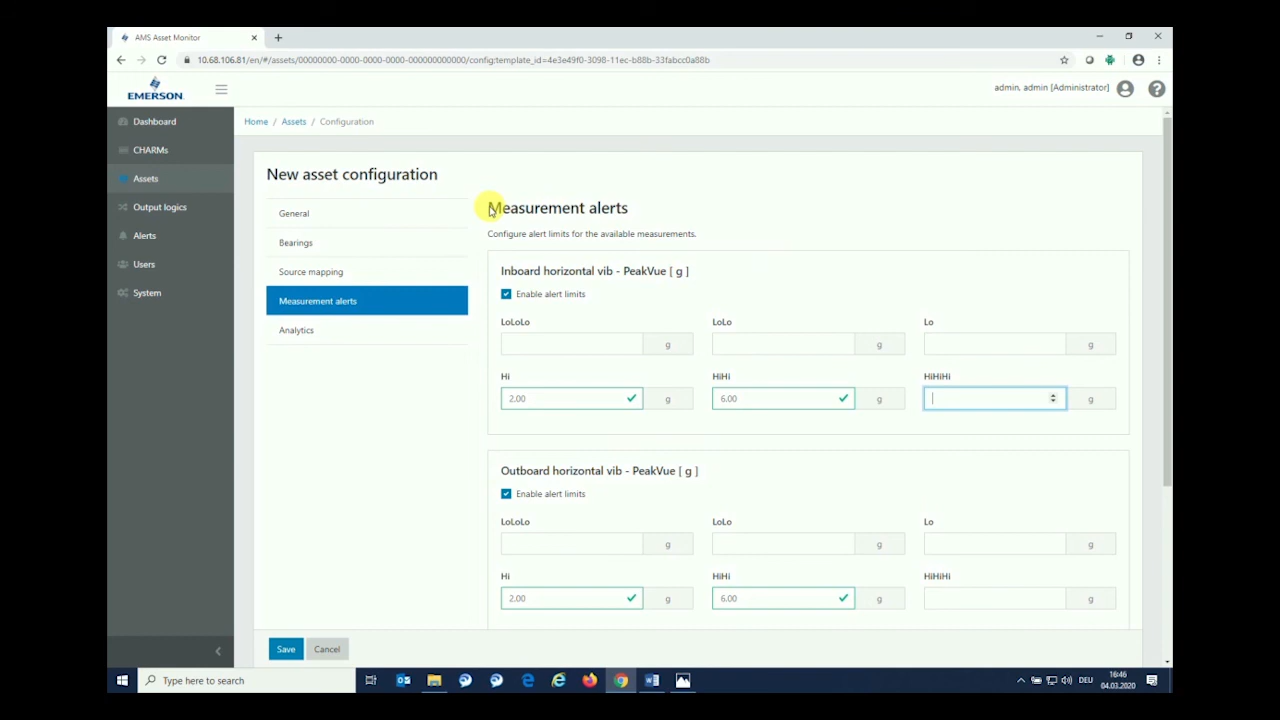 AMS Asset Monitor
10.68.106.81/en/#/assets/00000000-0000-0000-0000-000000000000/config;template_id=4e3e49f0-3098-11ec-b88b-33fabcc0a88b
EMERSON
admin, admin [Administrator]
Dashboard
CHARMs
Assets
Output logics
Alerts
Users
System
Home / Assets / Configuration
New asset configuration
General
Bearings
Source mapping
Measurement alerts
Analytics
Measurement alerts
Configure alert limits for the available measurements.
Inboard horizontal vib - PeakVue [ g ]
Enable alert limits
LoLoLo LoLo Lo
g g g
Hi HiHi HiHiHi
2.00 g 6.00 g g
Outboard horizontal vib - PeakVue [ g ]
Enable alert limits
LoLoLo LoLo Lo
g g g
Hi HiHi HiHiHi
2.00 g 6.00 g g
Save Cancel
Type here to search
DEU
16:46
04.03.2020